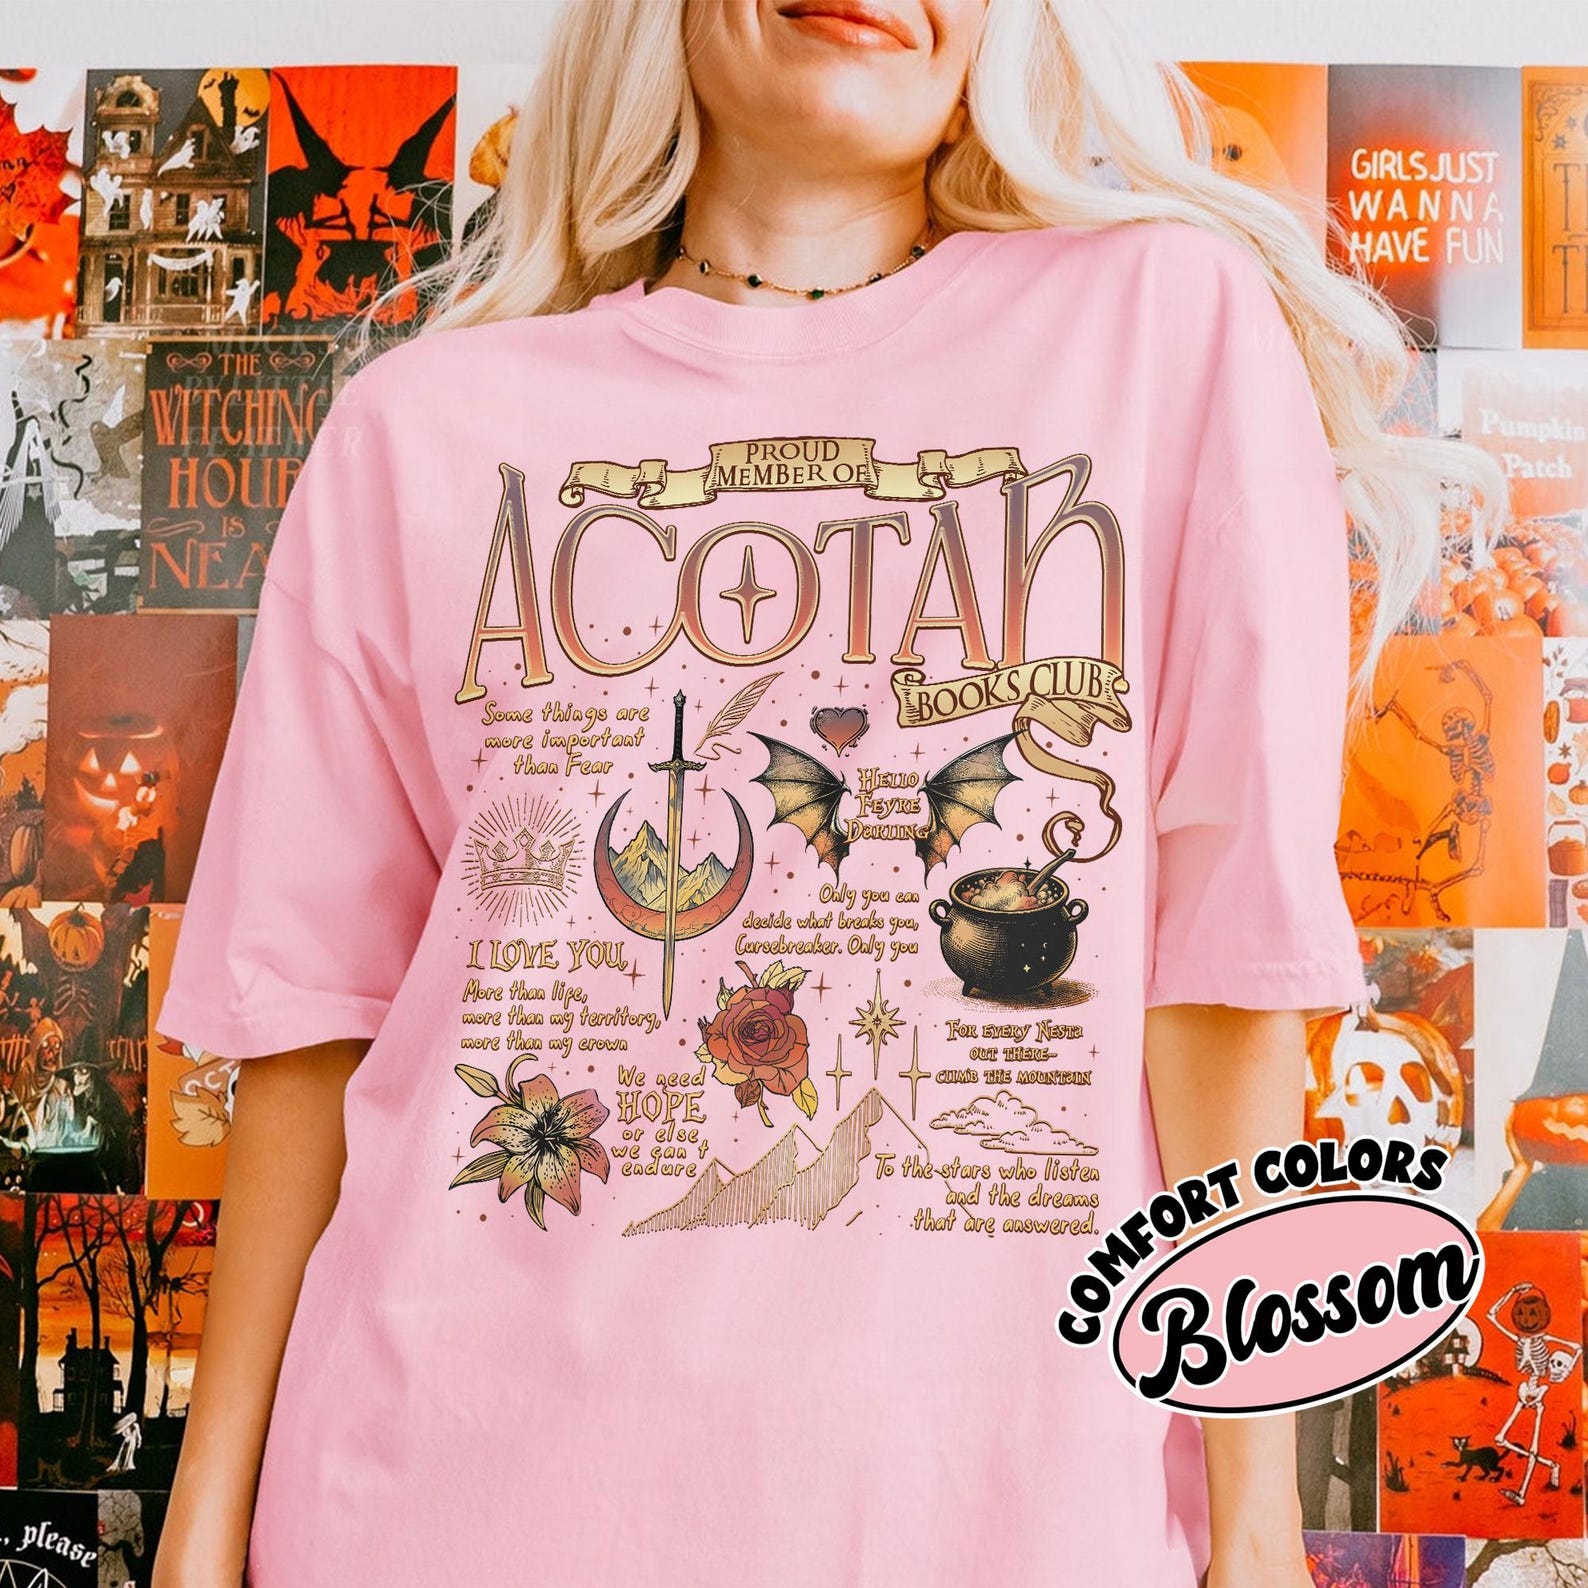 GIRLS JUST
WANNA
HAVE FUN
THE
WITCHING
HOUR
IS
NEA
Pumpkin
Patch
PROUD
MEMBER OF
ACOTAR
BOOKS CLUB
Some things are
more important
than Fear
HELLO
FEYRE
DARLING
Only you can
decide what breaks you,
Cursebreaker. Only you
I LOVE YOU,
More than life,
more than my territory,
more than my crown
FOR EVERY NESTA
OUT THERE-
CLIMB THE MOUNTAIN
We need
HOPE
or else
we can't
endure
To the stars who listen
and the dreams
that are answered.
COMFORT COLORS
Blossom
please